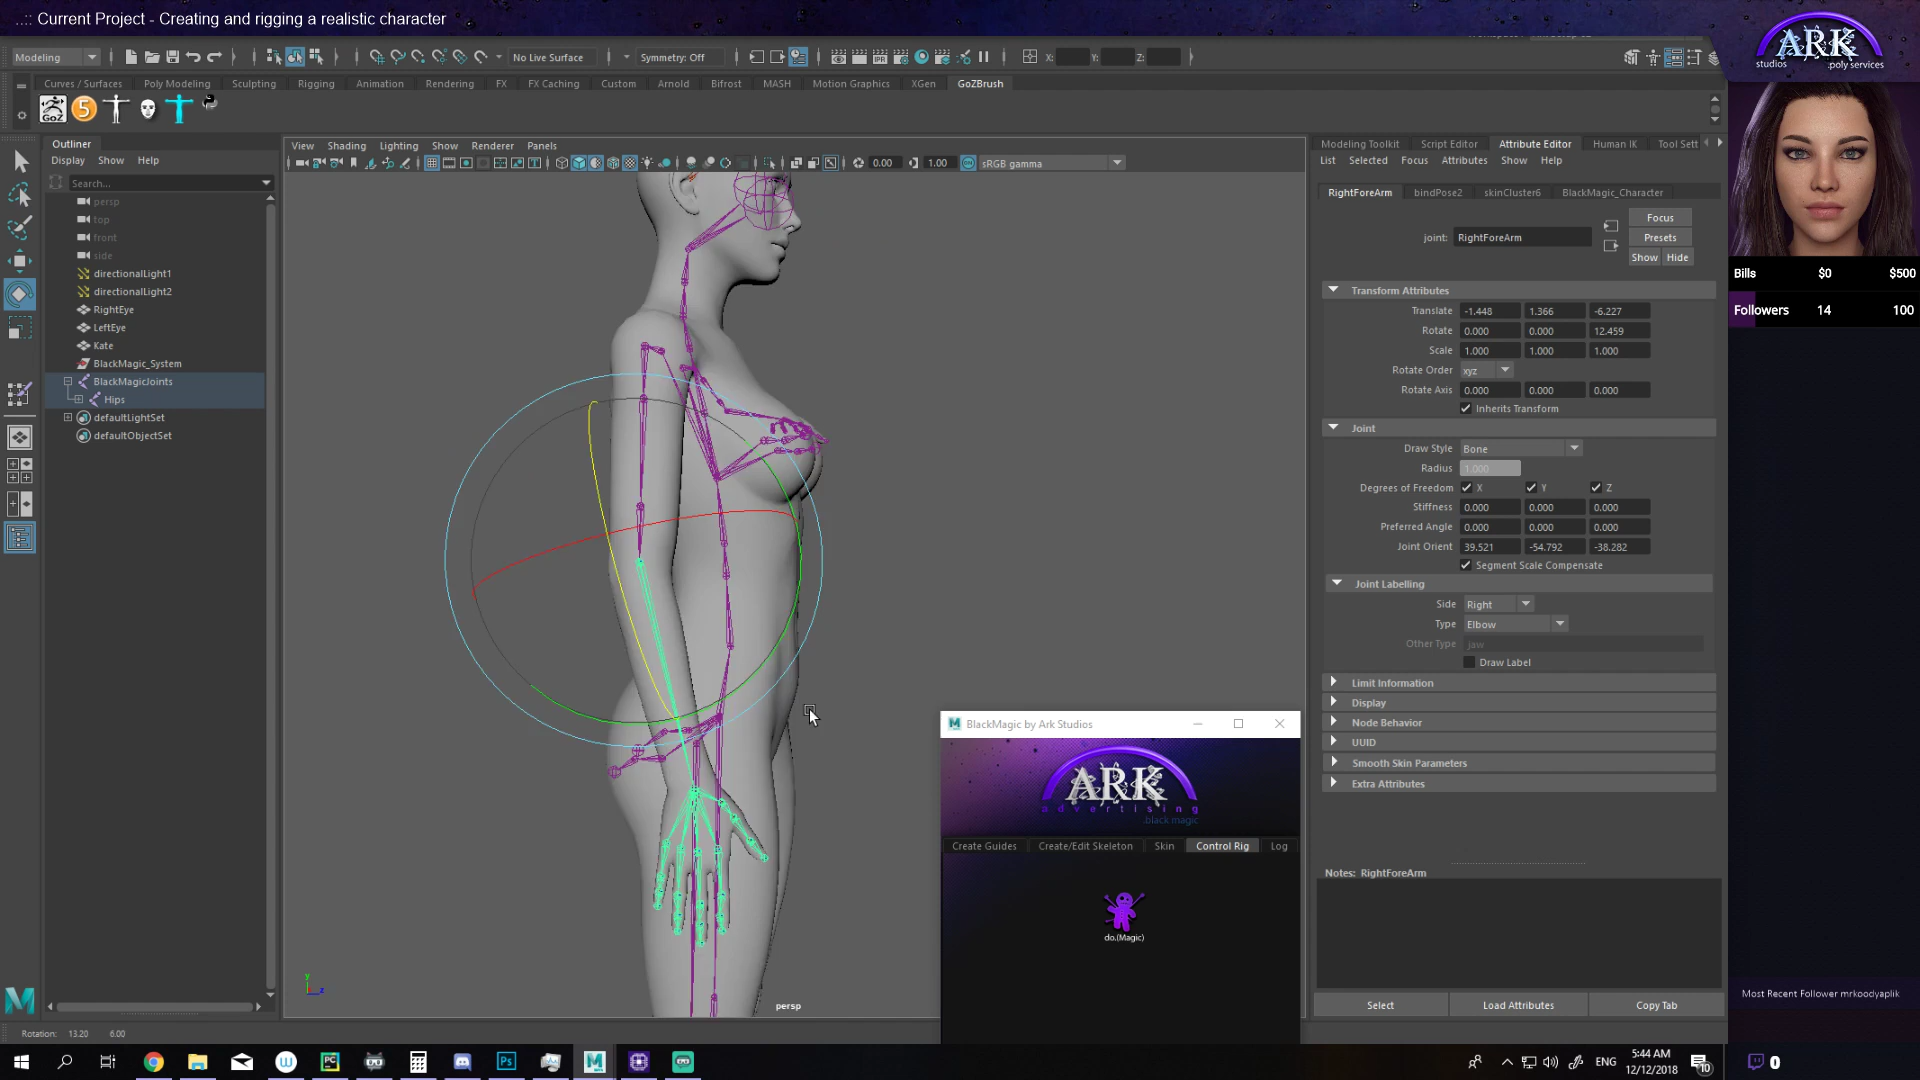 ..:: Current Project - Creating and rigging a realistic character
ARK
studios .poly services
Modeling
No Live Surface
Symmetry: Off
X:
Y:
Z:
Curves / Surfaces
Poly Modeling
Sculpting
Rigging
Animation
Rendering
FX
FX Caching
Custom
Arnold
Bifrost
MASH
Motion Graphics
XGen
GoZBrush
GoZ
5
Outliner
Display Show Help
Search...
persp
top
front
side
directionalLight1
directionalLight2
RightEye
LeftEye
Kate
BlackMagic_System
BlackMagicJoints
Hips
defaultLightSet
defaultObjectSet
View Shading Lighting Show Renderer Panels
0.00
1.00
sRGB gamma
persp
y
z
Modeling Toolkit
Script Editor
Attribute Editor
Human IK
Tool Sett
List Selected Focus Attributes Show Help
RightForeArm
bindPose2
skinCluster6
BlackMagic_Character
joint: RightForeArm
Focus
Presets
Show Hide
Transform Attributes
Translate -1.448 1.366 -6.227
Rotate 0.000 0.000 12.459
Scale 1.000 1.000 1.000
Rotate Order xyz
Rotate Axis 0.000 0.000 0.000
Inherits Transform
Joint
Draw Style Bone
Radius 1.000
Degrees of Freedom X Y Z
Stiffness 0.000 0.000 0.000
Preferred Angle 0.000 0.000 0.000
Joint Orient 39.521 -54.792 -38.282
Segment Scale Compensate
Joint Labelling
Side Right
Type Elbow
Other Type jaw
Draw Label
Limit Information
Display
Node Behavior
UUID
Smooth Skin Parameters
Extra Attributes
Notes: RightForeArm
Select
Load Attributes
Copy Tab
BlackMagic by Ark Studios
ARK
advertising
.black magic
Create Guides
Create/Edit Skeleton
Skin
Control Rig
Log
do.(Magic)
Bills $0 $500
Followers 14 100
Most Recent Follower mrkoodyaplik
Rotation: 13.20 6.00
ENG
5:44 AM
12/12/2018
10
0